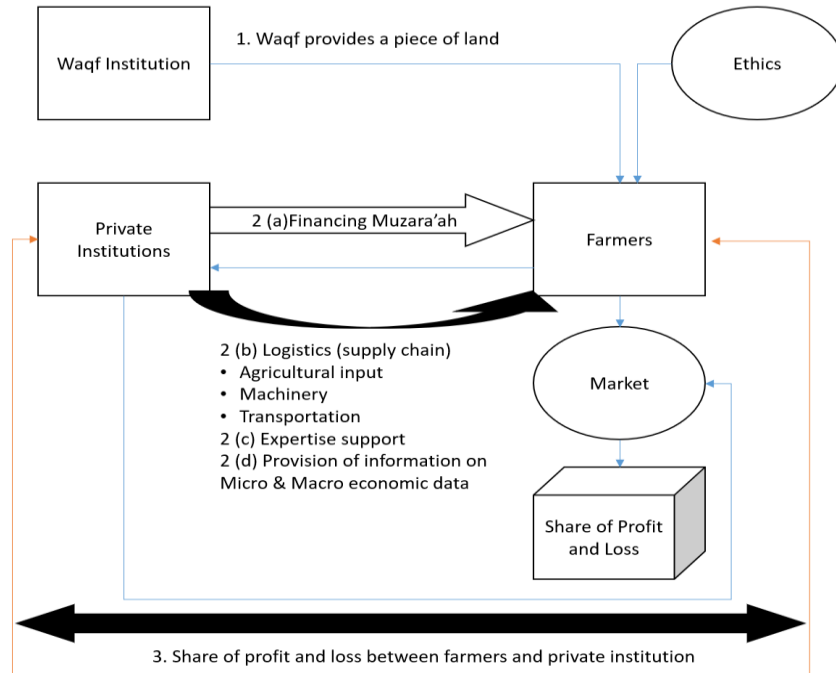 1. Waqf provides a piece of land
Waqf Institution
Ethics
Private
Institutions
2 (a)Financing Muzara’ah
Farmers
2 (b) Logistics (supply chain)
• Agricultural input
• Machinery
• Transportation
2 (c) Expertise support
2 (d) Provision of information on
Micro & Macro economic data
Market
Share of Profit
and Loss
3. Share of profit and loss between farmers and private institution